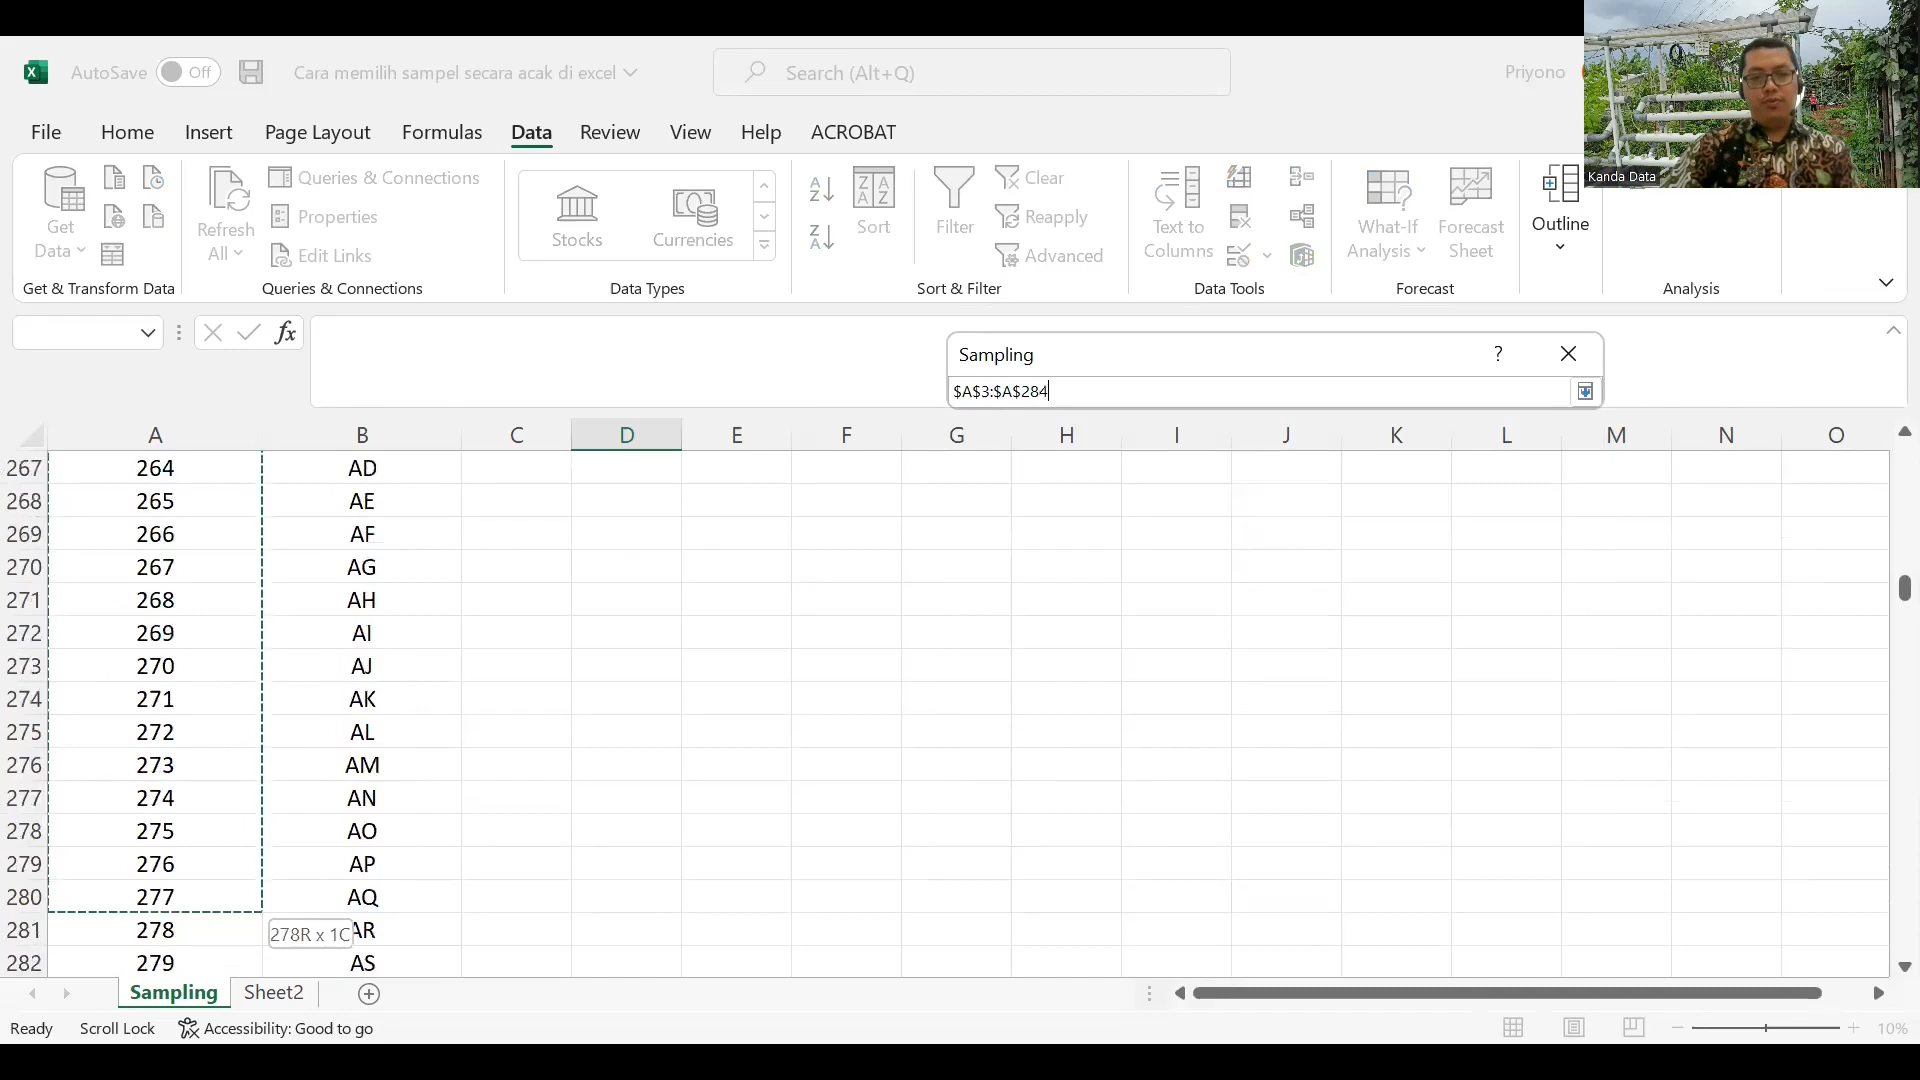 AutoSave Off Cara memilih sampel secara acak di excel Search (Alt+Q) Priyono
File Home Insert Page Layout Formulas Data Review View Help ACROBAT
Kanda Data
Get Data
Refresh All
Queries & Connections
Properties
Edit Links
Stocks
Currencies
Sort
Filter
Clear
Reapply
Advanced
Text to Columns
What-If Analysis
Forecast Sheet
Outline
Get & Transform Data Queries & Connections Data Types Sort & Filter Data Tools Forecast Analysis
fx
Sampling ?
$A$3:$A$284
A B C D E F G H I J K L M N O
267 264 AD
268 265 AE
269 266 AF
270 267 AG
271 268 AH
272 269 AI
273 270 AJ
274 271 AK
275 272 AL
276 273 AM
277 274 AN
278 275 AO
279 276 AP
280 277 AQ
281 278 278R x 1C AR
282 279 AS
Sampling Sheet2
Ready Scroll Lock Accessibility: Good to go 10%